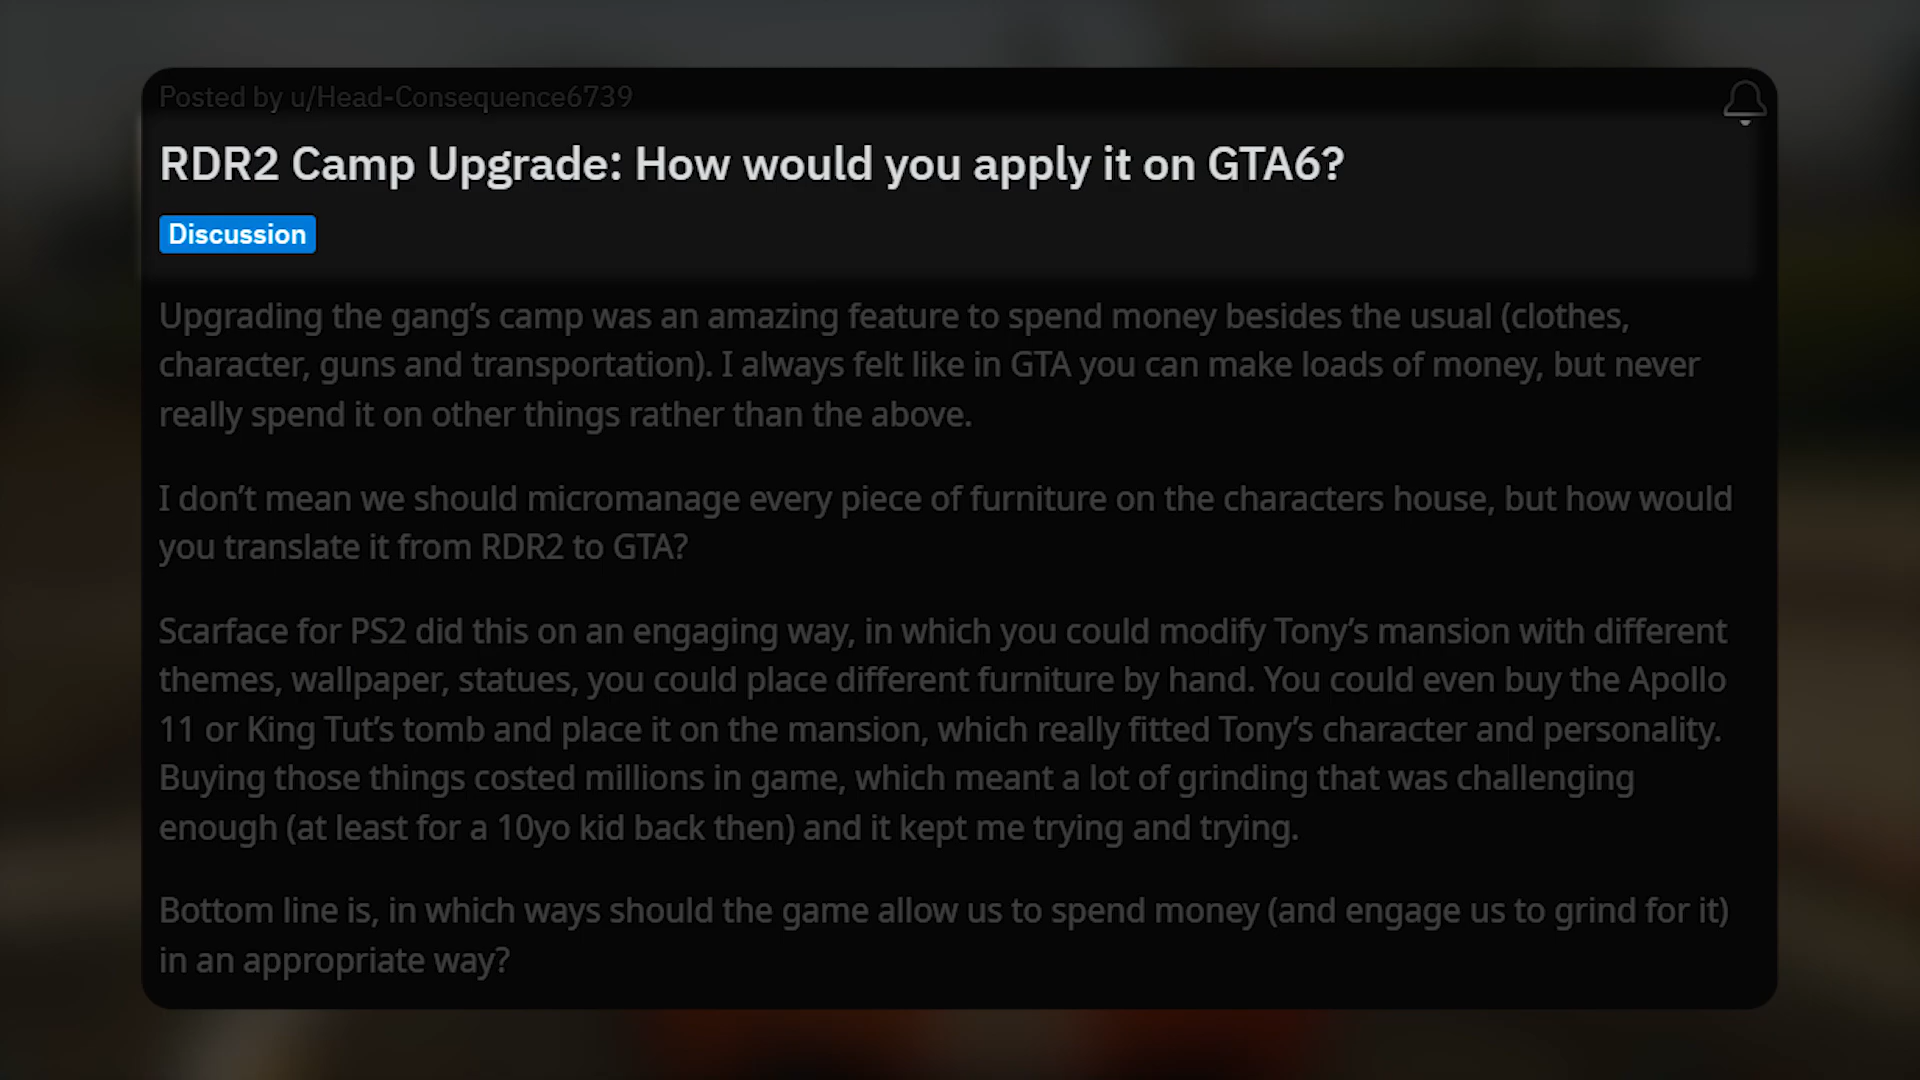 Posted by u/Head-Consequence6739
RDR2 Camp Upgrade: How would you apply it on GTA6?
Discussion
Upgrading the gang’s camp was an amazing feature to spend money besides the usual (clothes,
character, guns and transportation). I always felt like in GTA you can make loads of money, but never
really spend it on other things rather than the above.
I don’t mean we should micromanage every piece of furniture on the characters house, but how would
you translate it from RDR2 to GTA?
Scarface for PS2 did this on an engaging way, in which you could modify Tony’s mansion with different
themes, wallpaper, statues, you could place different furniture by hand. You could even buy the Apollo
11 or King Tut’s tomb and place it on the mansion, which really fitted Tony’s character and personality.
Buying those things costed millions in game, which meant a lot of grinding that was challenging
enough (at least for a 10yo kid back then) and it kept me trying and trying.
Bottom line is, in which ways should the game allow us to spend money (and engage us to grind for it)
in an appropriate way?